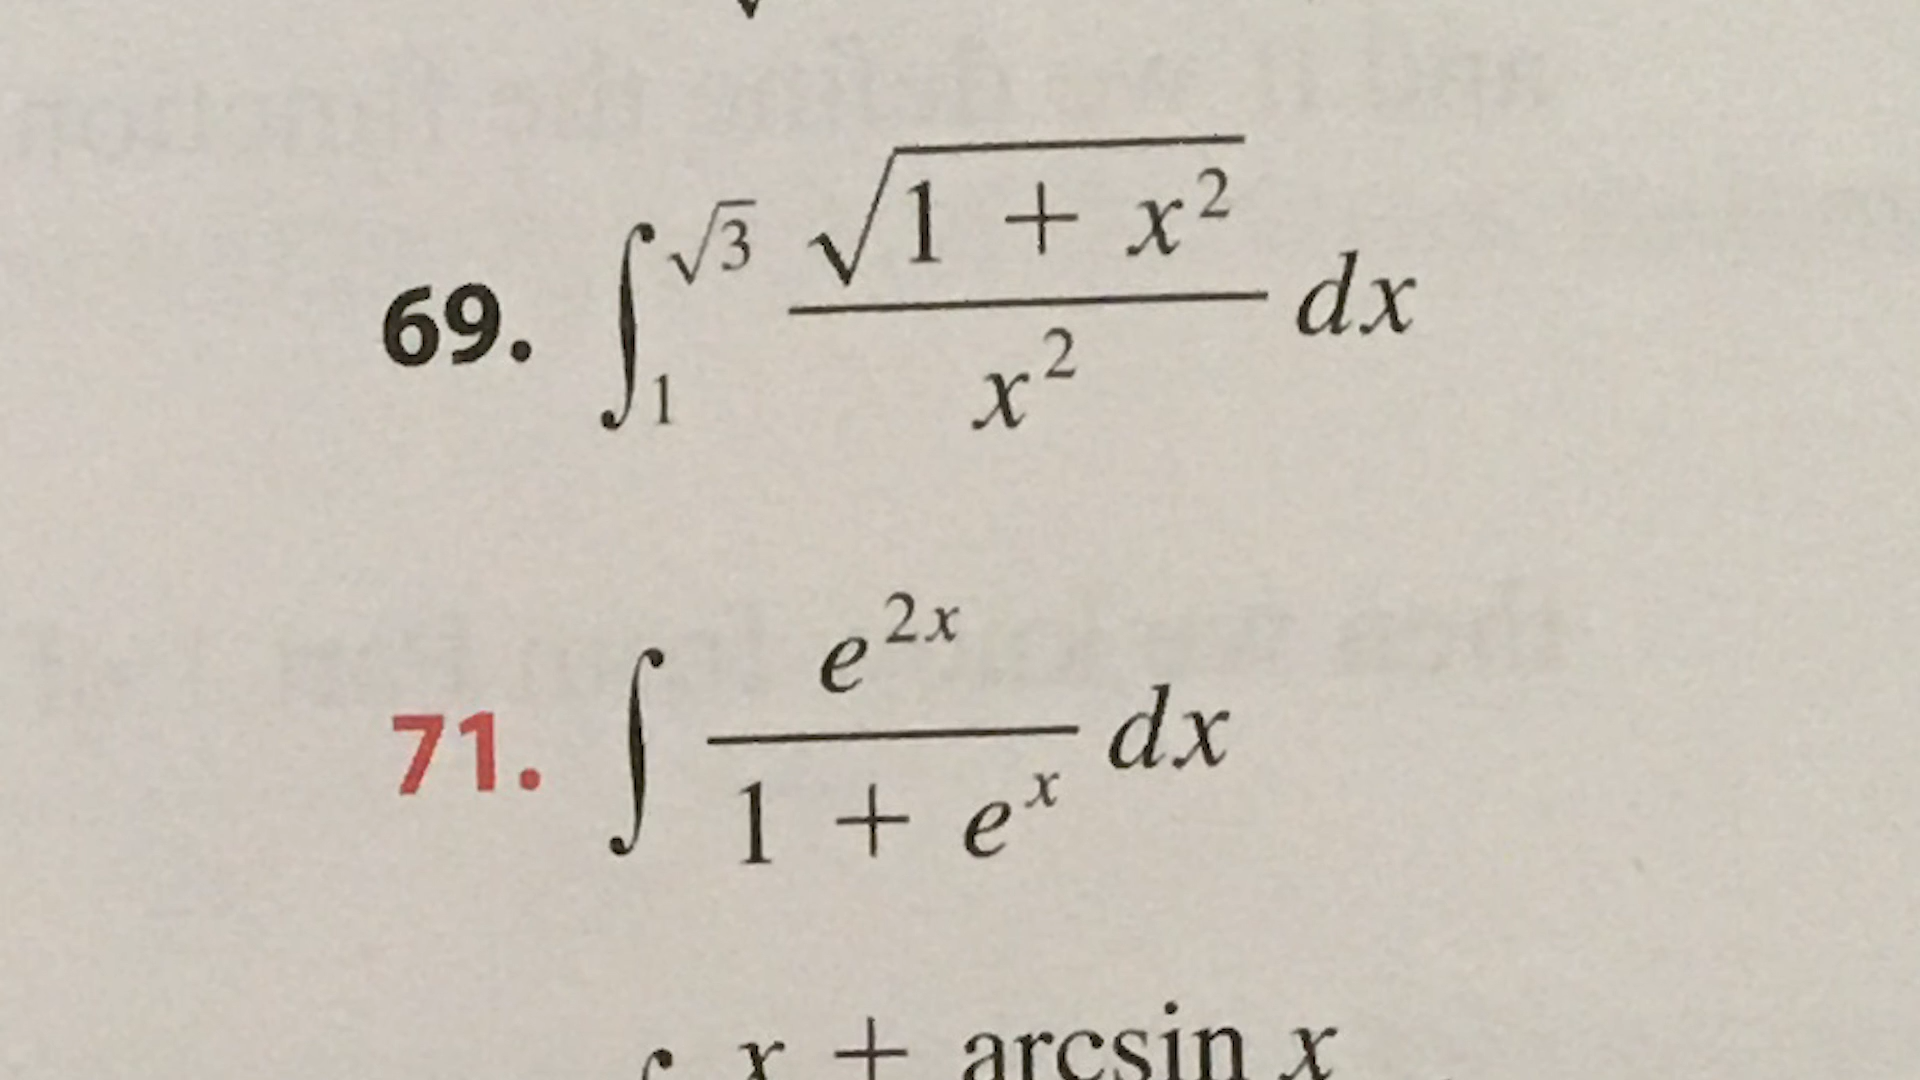 69. ∫₁^√3 √(1 + x²) / x² dx
71. ∫ e^(2x) / (1 + e^x) dx
∫ x + arcsin x